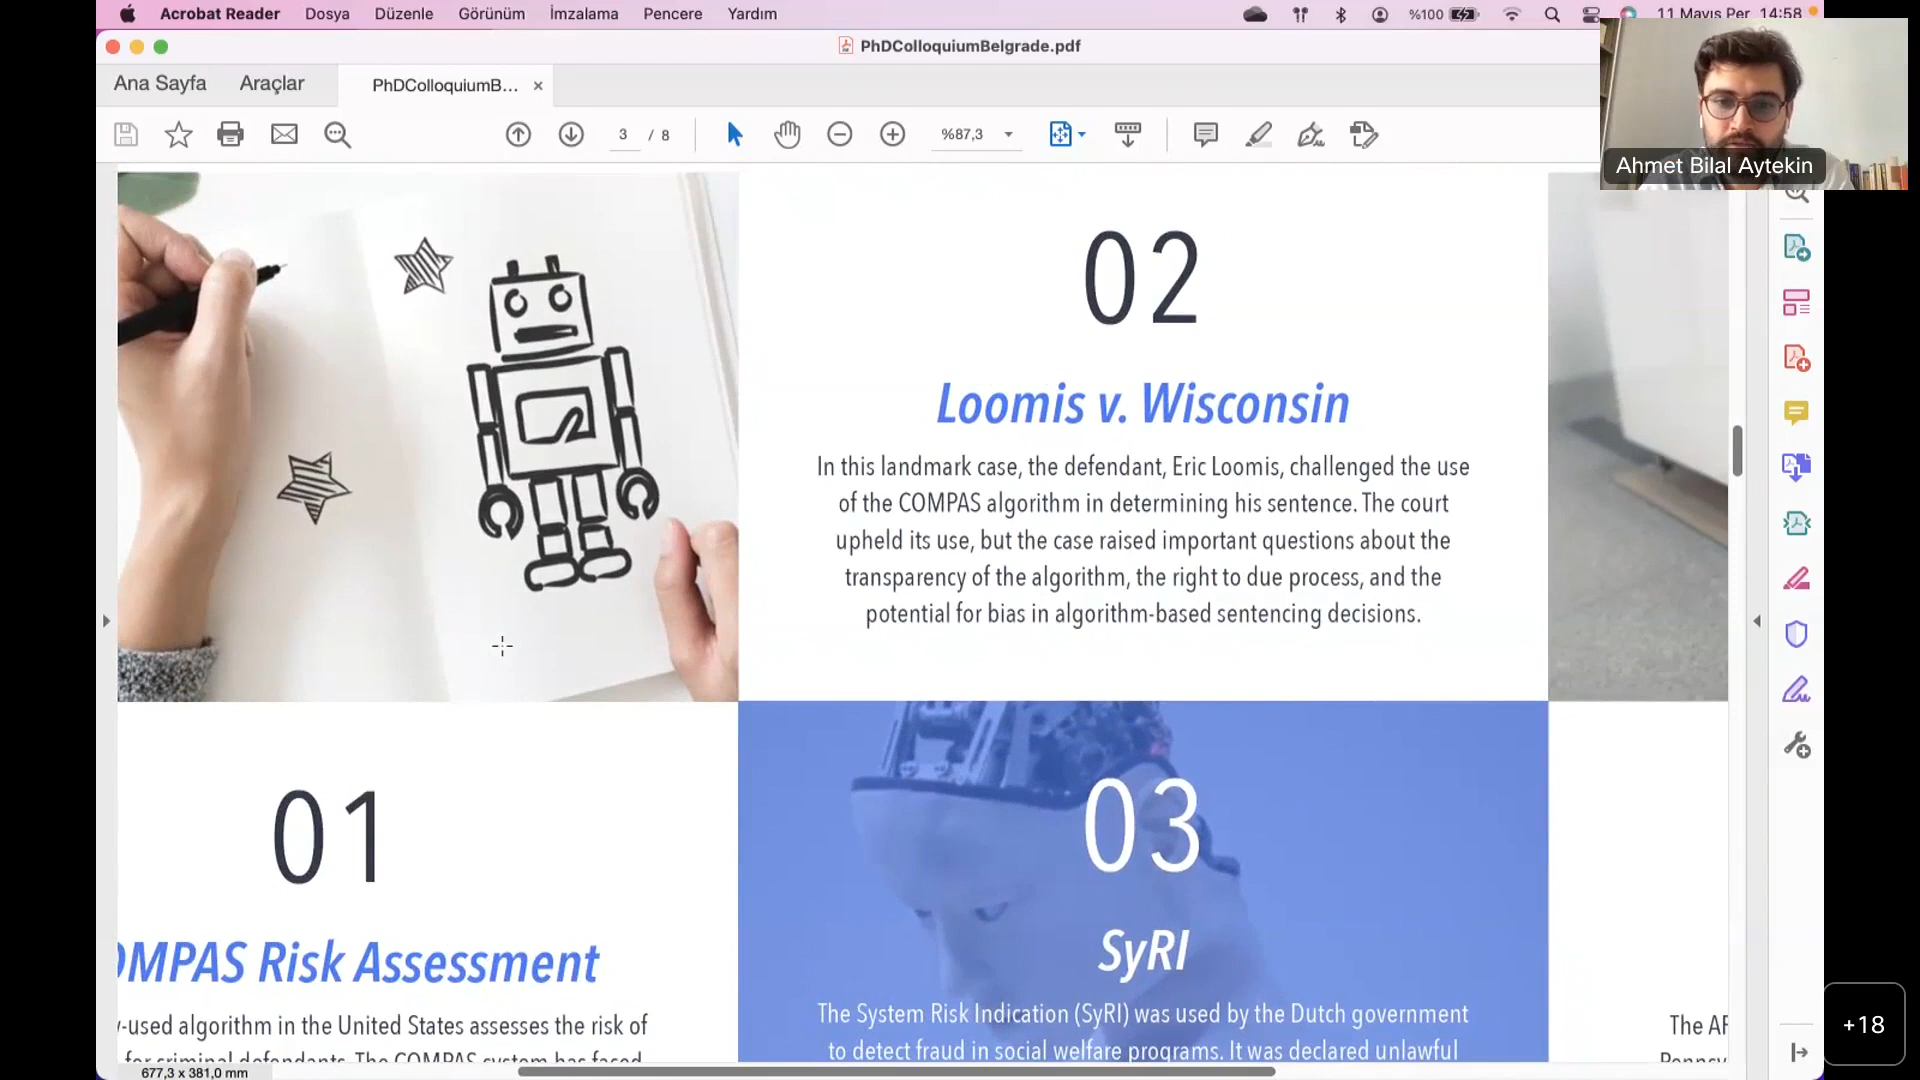 Acrobat Reader Dosya Düzenle Görünüm İmzalama Pencere Yardım %100 11 Mayıs Per 14:58
PhDColloquiumBelgrade.pdf
Ana Sayfa Araçlar PhDColloquiumB... ×
3 / 8 %87,3
Ahmet Bilal Aytekin
02
Loomis v. Wisconsin
In this landmark case, the defendant, Eric Loomis, challenged the use
of the COMPAS algorithm in determining his sentence. The court
upheld its use, but the case raised important questions about the
transparency of the algorithm, the right to due process, and the
potential for bias in algorithm-based sentencing decisions.
01
OMPAS Risk Assessment
-used algorithm in the United States assesses the risk of
for criminal defendants. The COMPAS system has faced
03
SyRI
The System Risk Indication (SyRI) was used by the Dutch government
to detect fraud in social welfare programs. It was declared unlawful
The AF
Pennsy
677,3 x 381,0 mm
+18